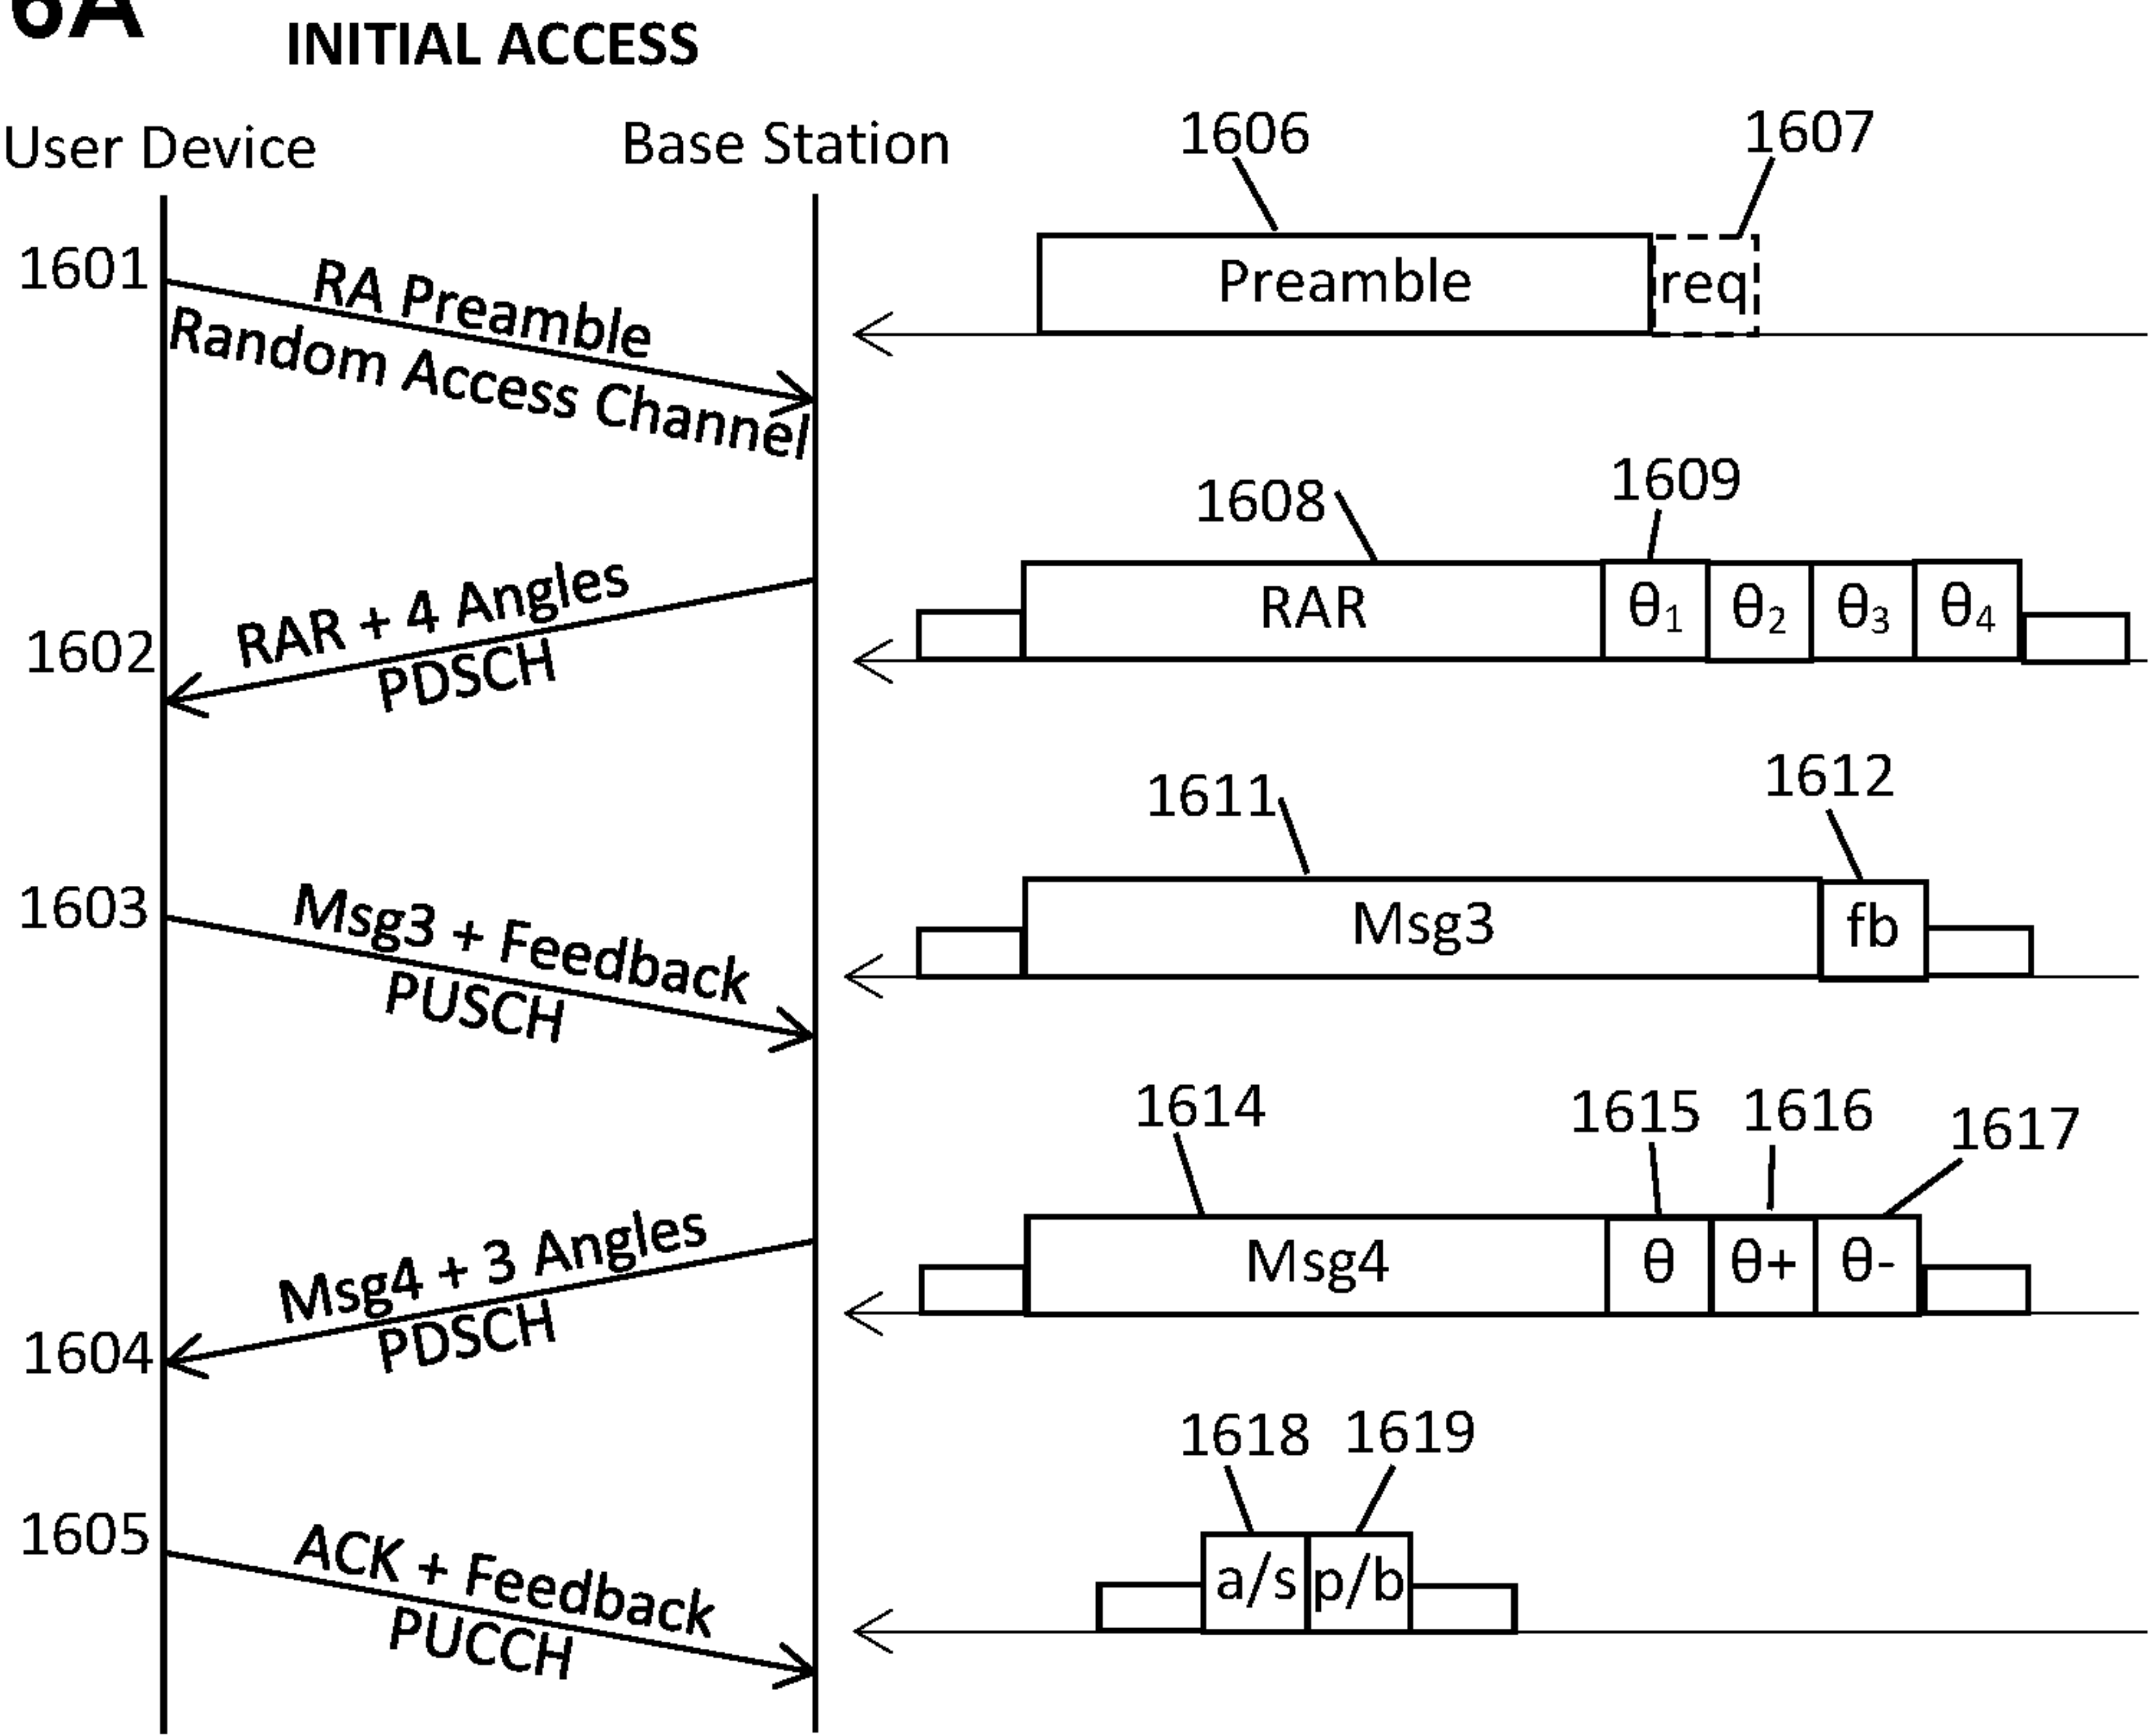 6A
INITIAL ACCESS
User Device
Base Station
1606
1607
1601
RA Preamble
Random Access Channel
Preamble
req
1608
1609
1602
RAR + 4 Angles
PDSCH
RAR
θ1
θ2
θ3
θ4
1611
1612
1603
Msg3 + Feedback
PUSCH
Msg3
fb
1614
1615
1616
1617
1604
Msg4 + 3 Angles
PDSCH
Msg4
θ
θ+
θ-
1618
1619
1605
ACK + Feedback
PUCCH
a/s
p/b